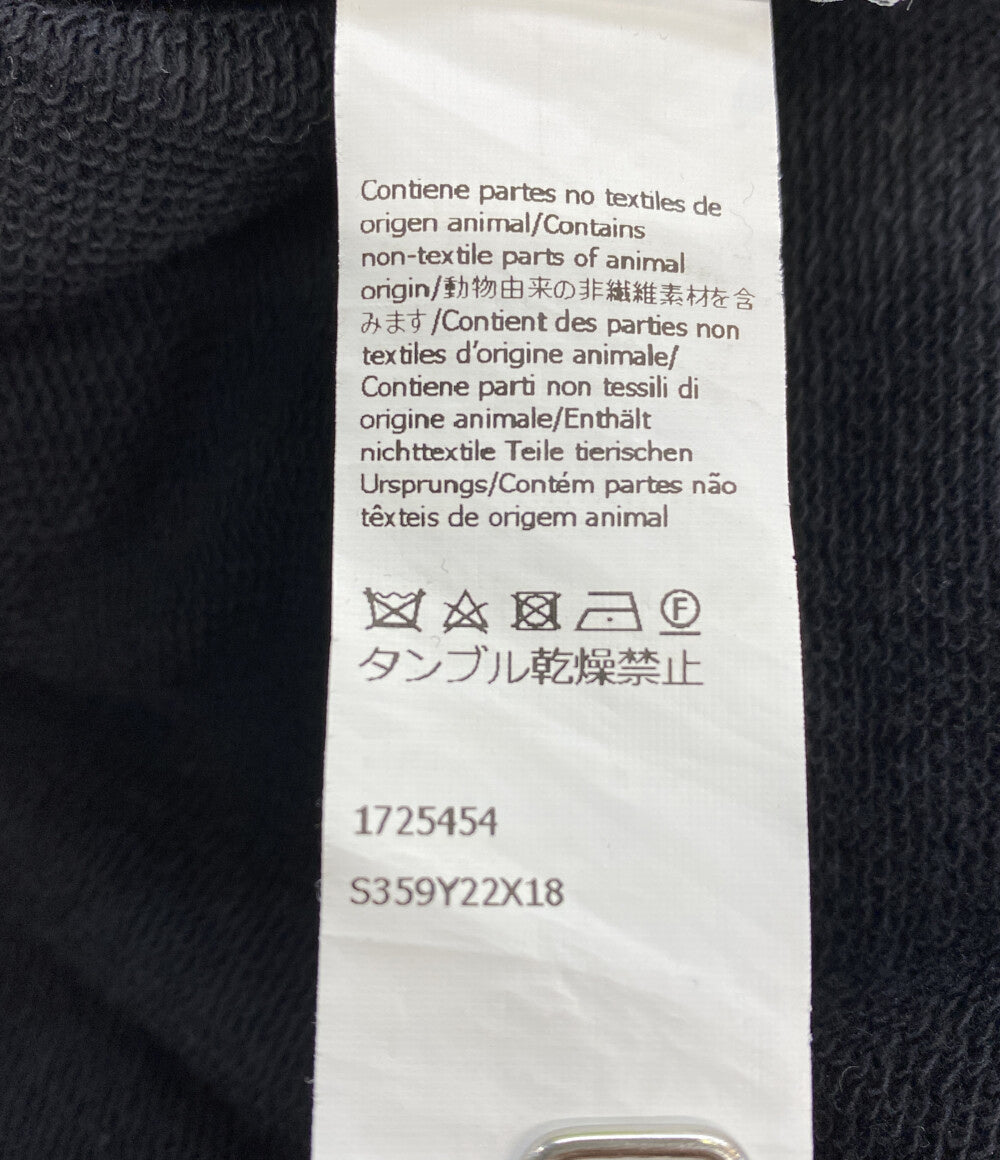 Contiene partes no textiles de
origen animal/Contains
non-textile parts of animal
origin/動物由来の非繊維素材を含
みます/Contient des parties non
textiles d'origine animale/
Contiene parti non tessili di
origine animale/Enthält
nichttextile Teile tierischen
Ursprungs/Contém partes não
têxteis de origem animal
F
タンブル乾燥禁止
1725454
S359Y22X18